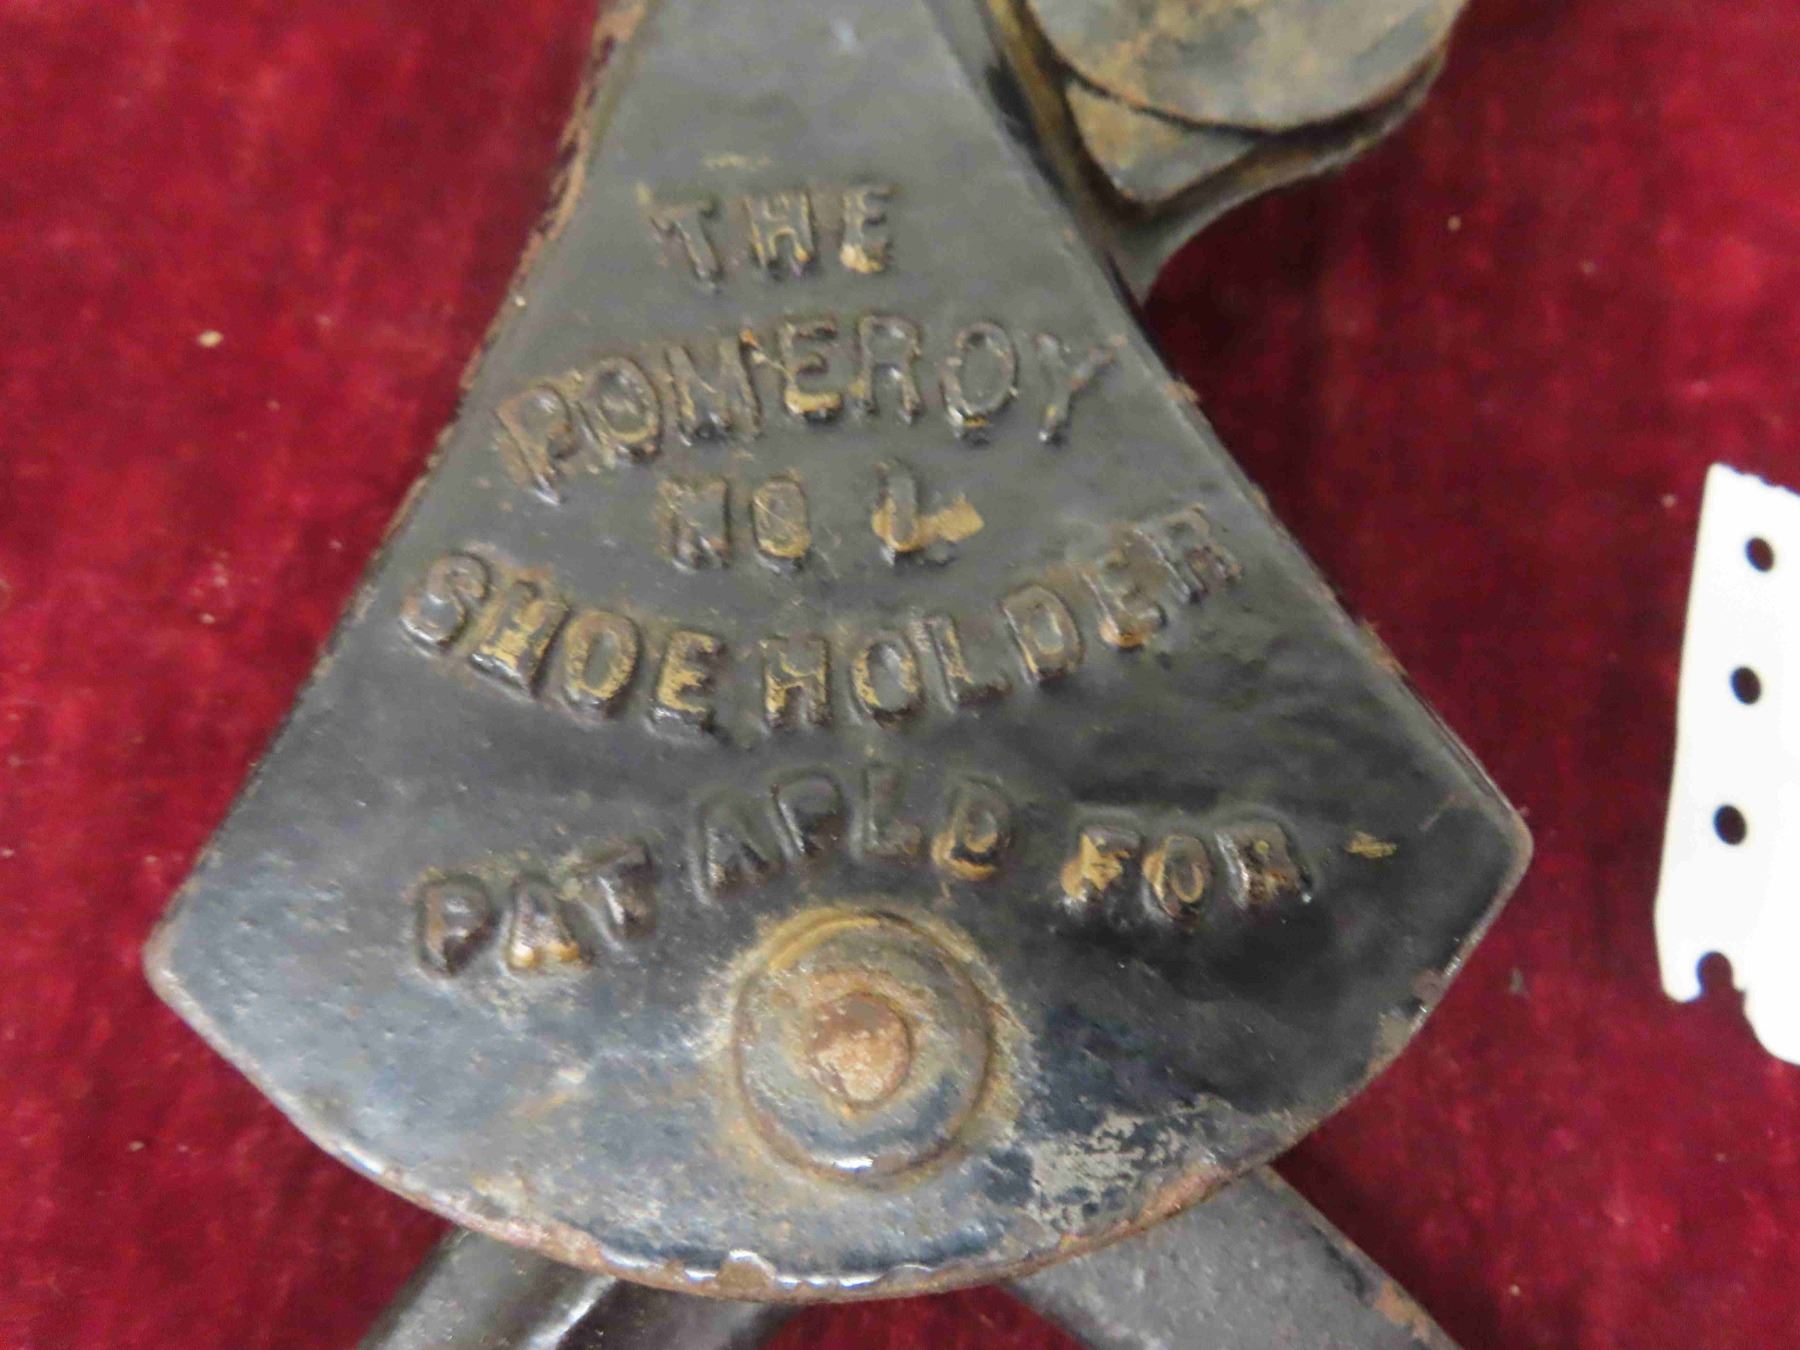 THE
POMEROY
NO 1
SHOE HOLDER
PAT APLD FOR